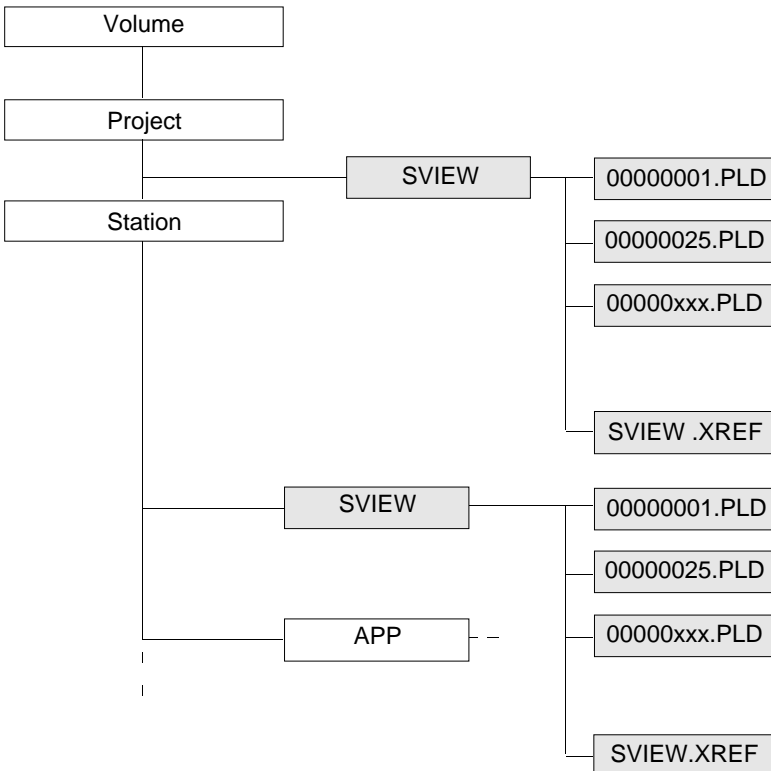 Volume
Project
SVIEW
00000001.PLD
Station
00000025.PLD
00000xxx.PLD
SVIEW .XREF
SVIEW
00000001.PLD
00000025.PLD
APP
00000xxx.PLD
SVIEW.XREF